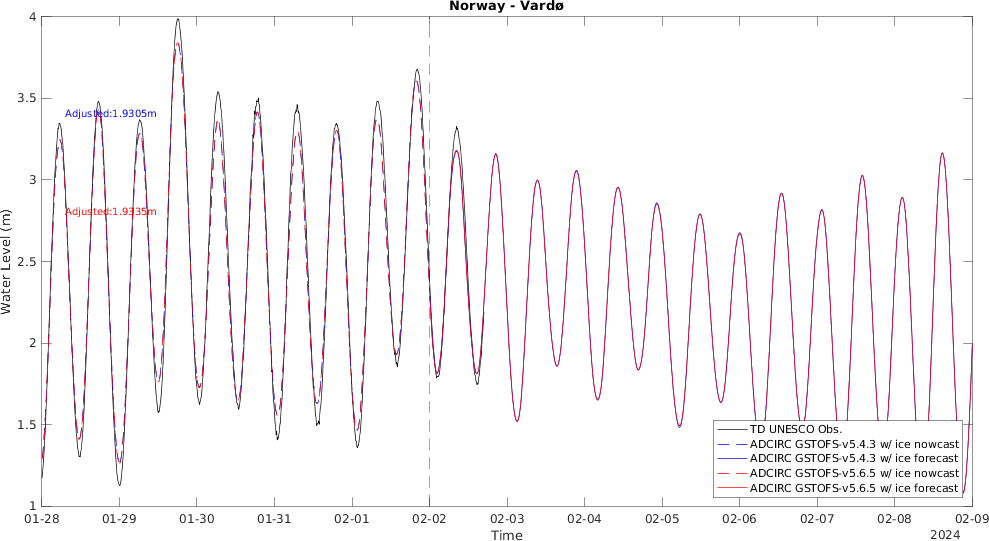 Norway - Vardø
4
3.5
3
2.5
2
1.5
1
Water Level (m)
Adjusted:1.9305m
Adjusted:1.9335m
TD UNESCO Obs.
ADCIRC GSTOFS-v5.4.3 w/ ice nowcast
ADCIRC GSTOFS-v5.4.3 w/ ice forecast
ADCIRC GSTOFS-v5.6.5 w/ ice nowcast
ADCIRC GSTOFS-v5.6.5 w/ ice forecast
01-28 01-29 01-30 01-31 02-01 02-02 02-03 02-04 02-05 02-06 02-07 02-08 02-09
Time
2024